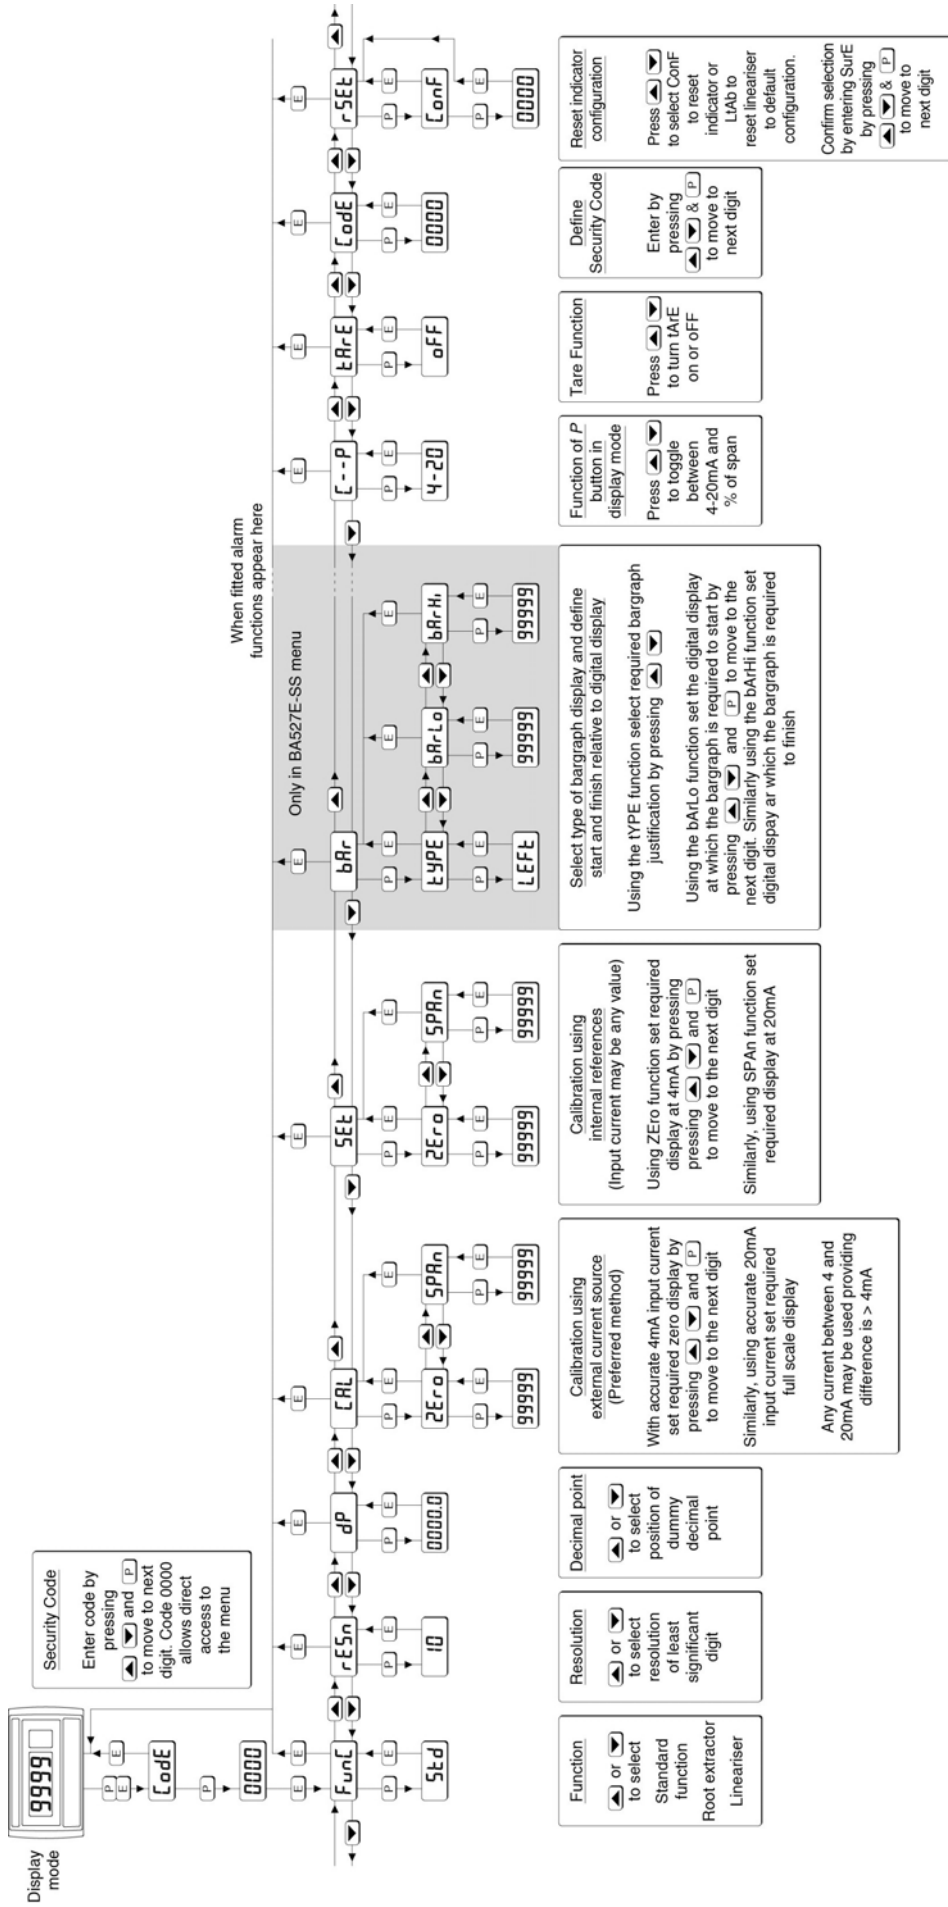 Display
mode
9999
Security Code
Enter code by
pressing
▲ ▼ and P
to move to next
digit. Code 0000
allows direct
access to
the menu
P E E
CodE
P
0000
E E
When fitted alarm
functions appear here
Only in BA527E-SS menu
E E E E E E E E E
FunC rESn dP CAL SEt bAr C--P tArE CodE rSEt
P E P E P E P E E P E E P E E E P E P E P E P E
Std 10 0000.0 ZEro SPAn ZEro SPAn tYPE bArLo bArHi 4-20 oFF 0000 ConF
P E P E P E P E P E P E P E P E
99999 99999 99999 99999 LEFt 99999 99999 0000
Function
▲ or ▼
to select
Standard
function
Root extractor
Lineariser
Resolution
▲ or ▼
to select
resolution
of least
significant
digit
Decimal point
▲ or ▼
to select
position of
dummy
decimal
point
Calibration using
external current source
(Preferred method)
With accurate 4mA input current
set required zero display by
pressing ▲ ▼ and P
to move to the next digit
Similarly, using accurate 20mA
input current set required
full scale display
Any current between 4 and
20mA may be used providing
difference is > 4mA
Calibration using
internal references
(Input current may be any value)
Using ZEro function set required
display at 4mA by pressing
pressing ▲ ▼ and P
to move to the next digit
Similarly, using SPAn function set
required display at 20mA
Select type of bargraph display and define
start and finish relative to digital display
Using the tYPE function select required bargraph
justification by pressing ▲ ▼
Using the bArLo function set the digital display
at which the bargraph is required to start by
pressing ▲ ▼ and P to move to the
next digit. Similarly using the bArHi function set
digital dispay ar which the bargraph is required
to finish
Function of P
button in
display mode
Press ▲ ▼
to toggle
between
4-20mA and
% of span
Tare Function
Press ▲ ▼
to turn tArE
on or oFF
Define
Security Code
Enter by
pressing
▲ ▼ & P
to move to
next digit
Reset indicator
configuration
Press ▲ ▼
to select ConF
to reset
indicator or
LtAb to
reset lineariser
to default
configuration.
Confirm selection
by entering SurE
by pressing
▲ ▼ & P
to move to
next digit